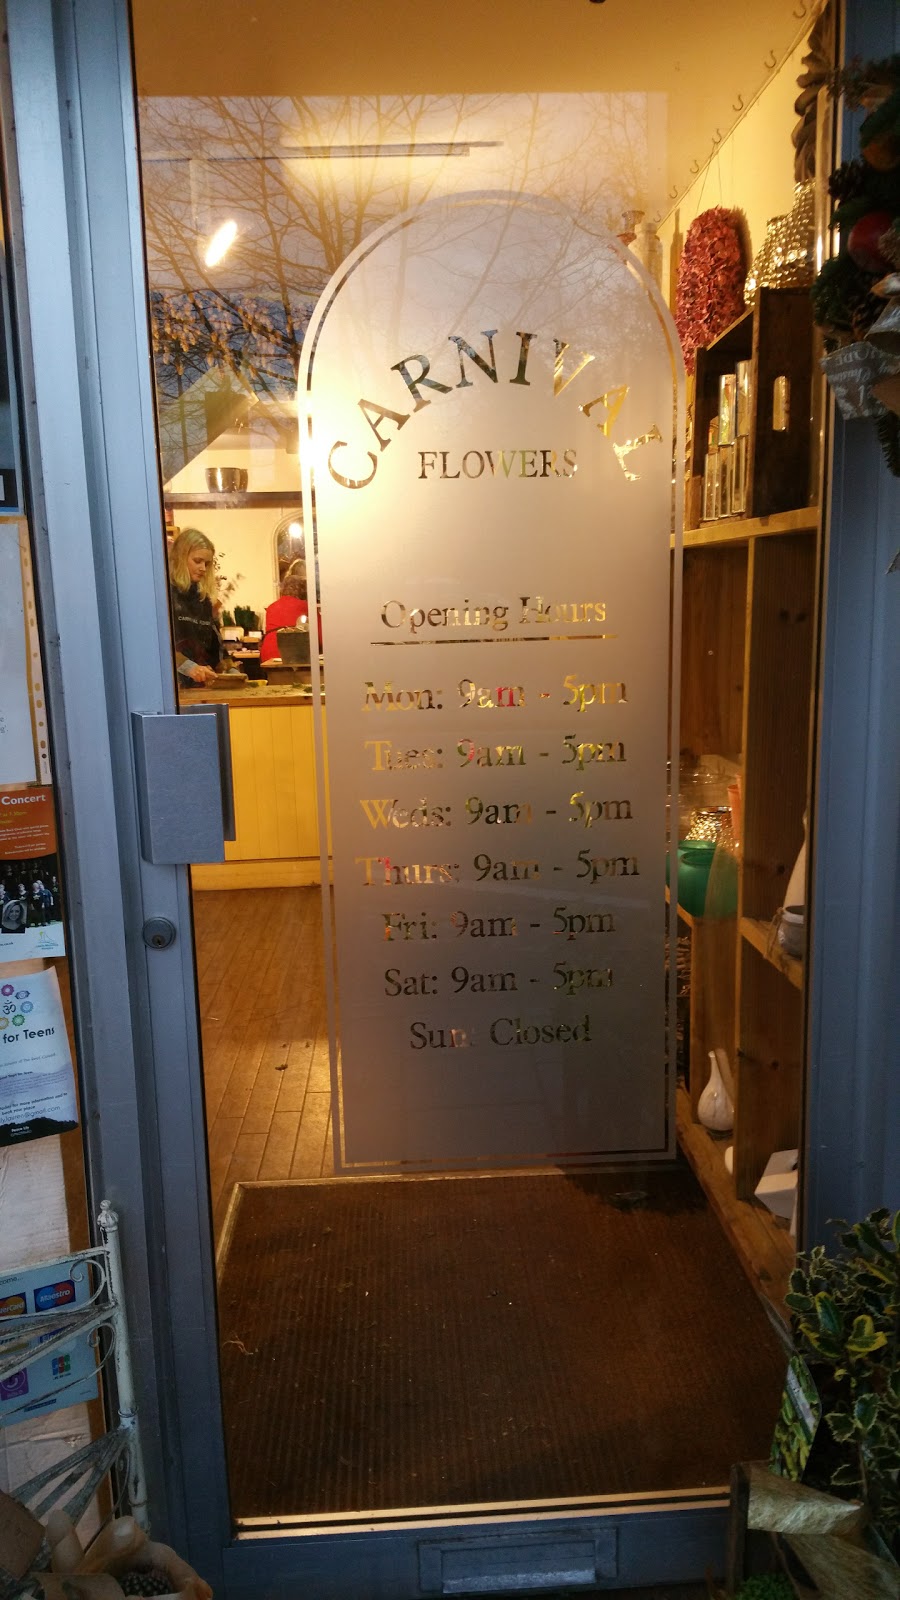 CARNIVAL
FLOWERS
Opening Hours
Mon: 9am - 5pm
Tues: 9am - 5pm
Weds: 9am - 5pm
Thurs: 9am - 5pm
Fri: 9am - 5pm
Sat: 9am - 5pm
Sun: Closed
Concert
for Teens
Maestro